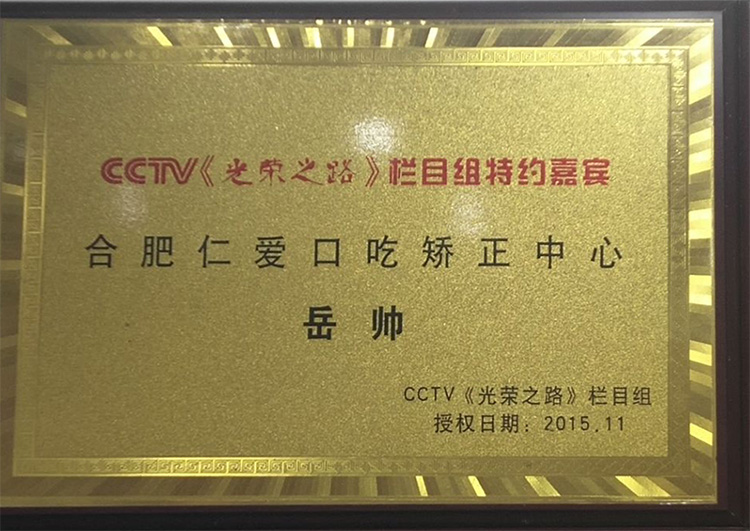 CCTV《光荣之路》栏目组特约嘉宾
合肥仁爱口吃矫正中心
岳帅
CCTV《光荣之路》栏目组
授权日期：2015.11